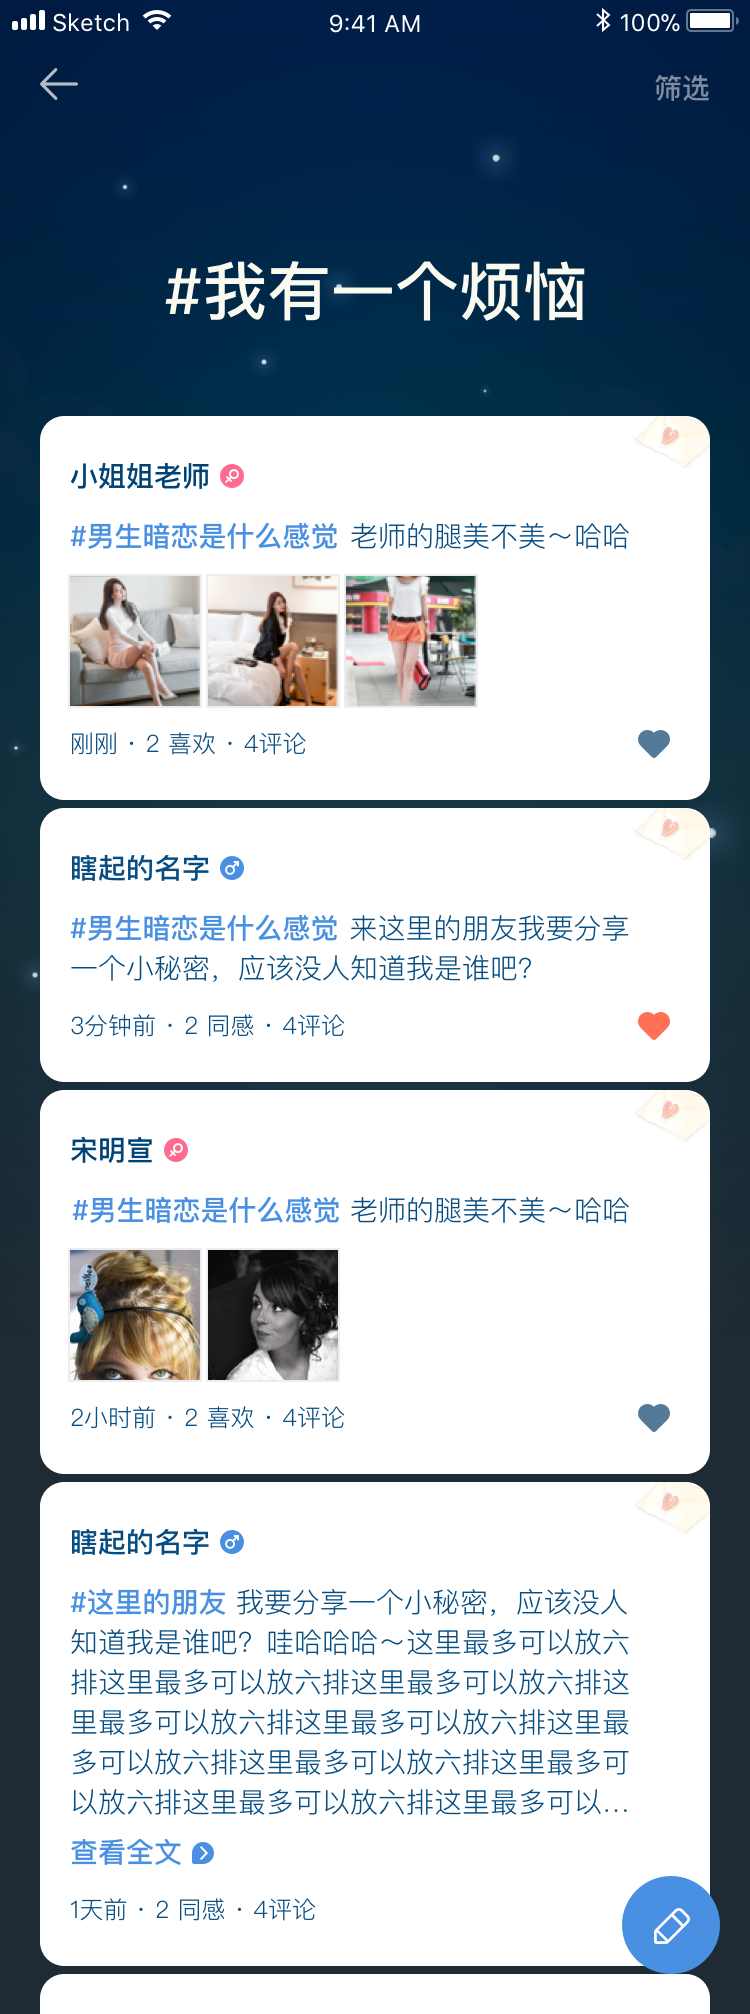 Sketch 9:41 AM 100%
筛选
#我有一个烦恼
小姐姐老师
#男生暗恋是什么感觉 老师的腿美不美～哈哈
刚刚 · 2 喜欢 · 4评论
瞎起的名字
#男生暗恋是什么感觉 来这里的朋友我要分享
一个小秘密，应该没人知道我是谁吧？
3分钟前 · 2 同感 · 4评论
宋明宣
#男生暗恋是什么感觉 老师的腿美不美～哈哈
2小时前 · 2 喜欢 · 4评论
瞎起的名字
#这里的朋友 我要分享一个小秘密，应该没人
知道我是谁吧？哇哈哈哈～这里最多可以放六
排这里最多可以放六排这里最多可以放六排这
里最多可以放六排这里最多可以放六排这里最
多可以放六排这里最多可以放六排这里最多可
以放六排这里最多可以放六排这里最多可以...
查看全文
1天前 · 2 同感 · 4评论